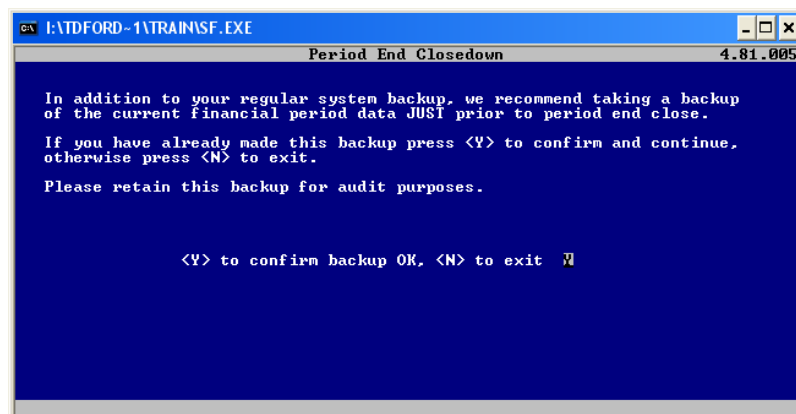 I:\TDFORD~1\TRAIN\SF.EXE
Period End Closedown 4.81.005
In addition to your regular system backup, we recommend taking a backup
of the current financial period data JUST prior to period end close.
If you have already made this backup press <Y> to confirm and continue,
otherwise press <N> to exit.
Please retain this backup for audit purposes.
<Y> to confirm backup OK, <N> to exit